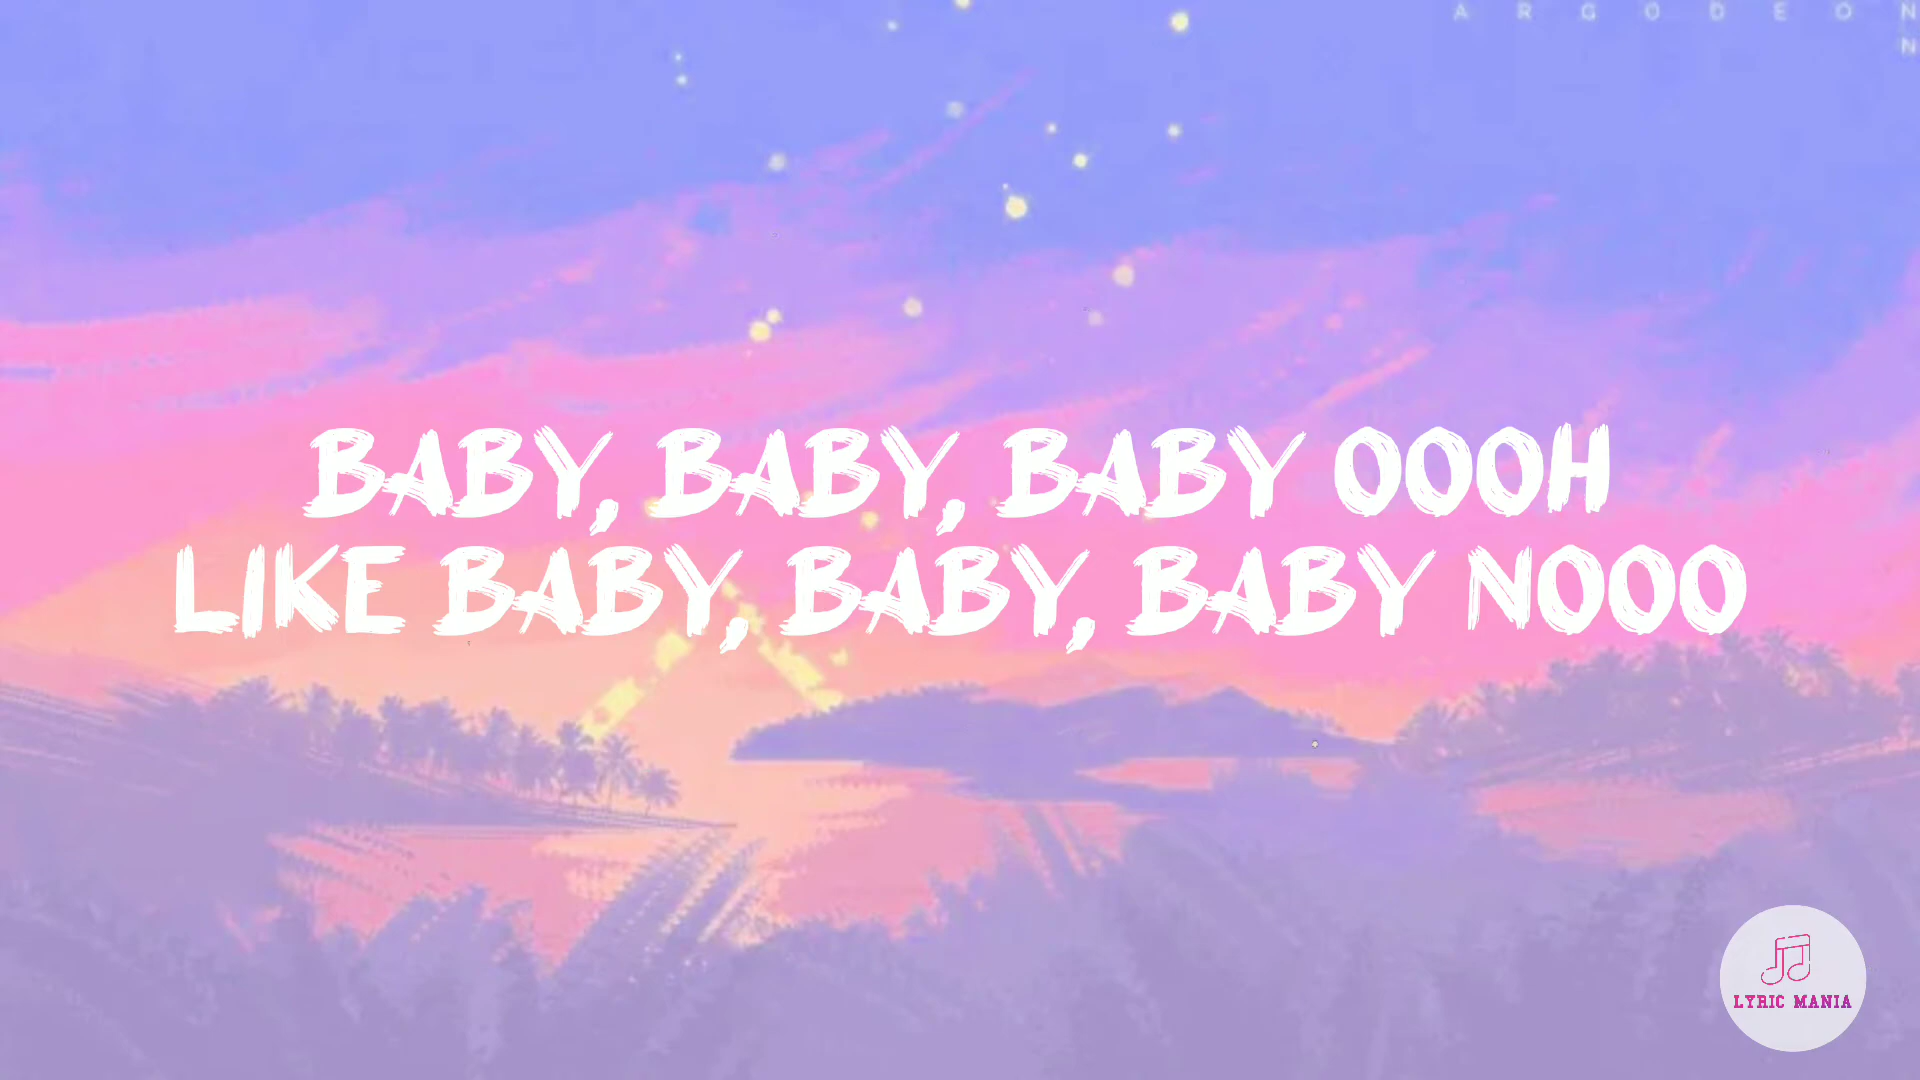 A R G O D E O N
N
BABY, BABY, BABY OOOH
LIKE BABY, BABY, BABY NOOO
LYRIC MANIA